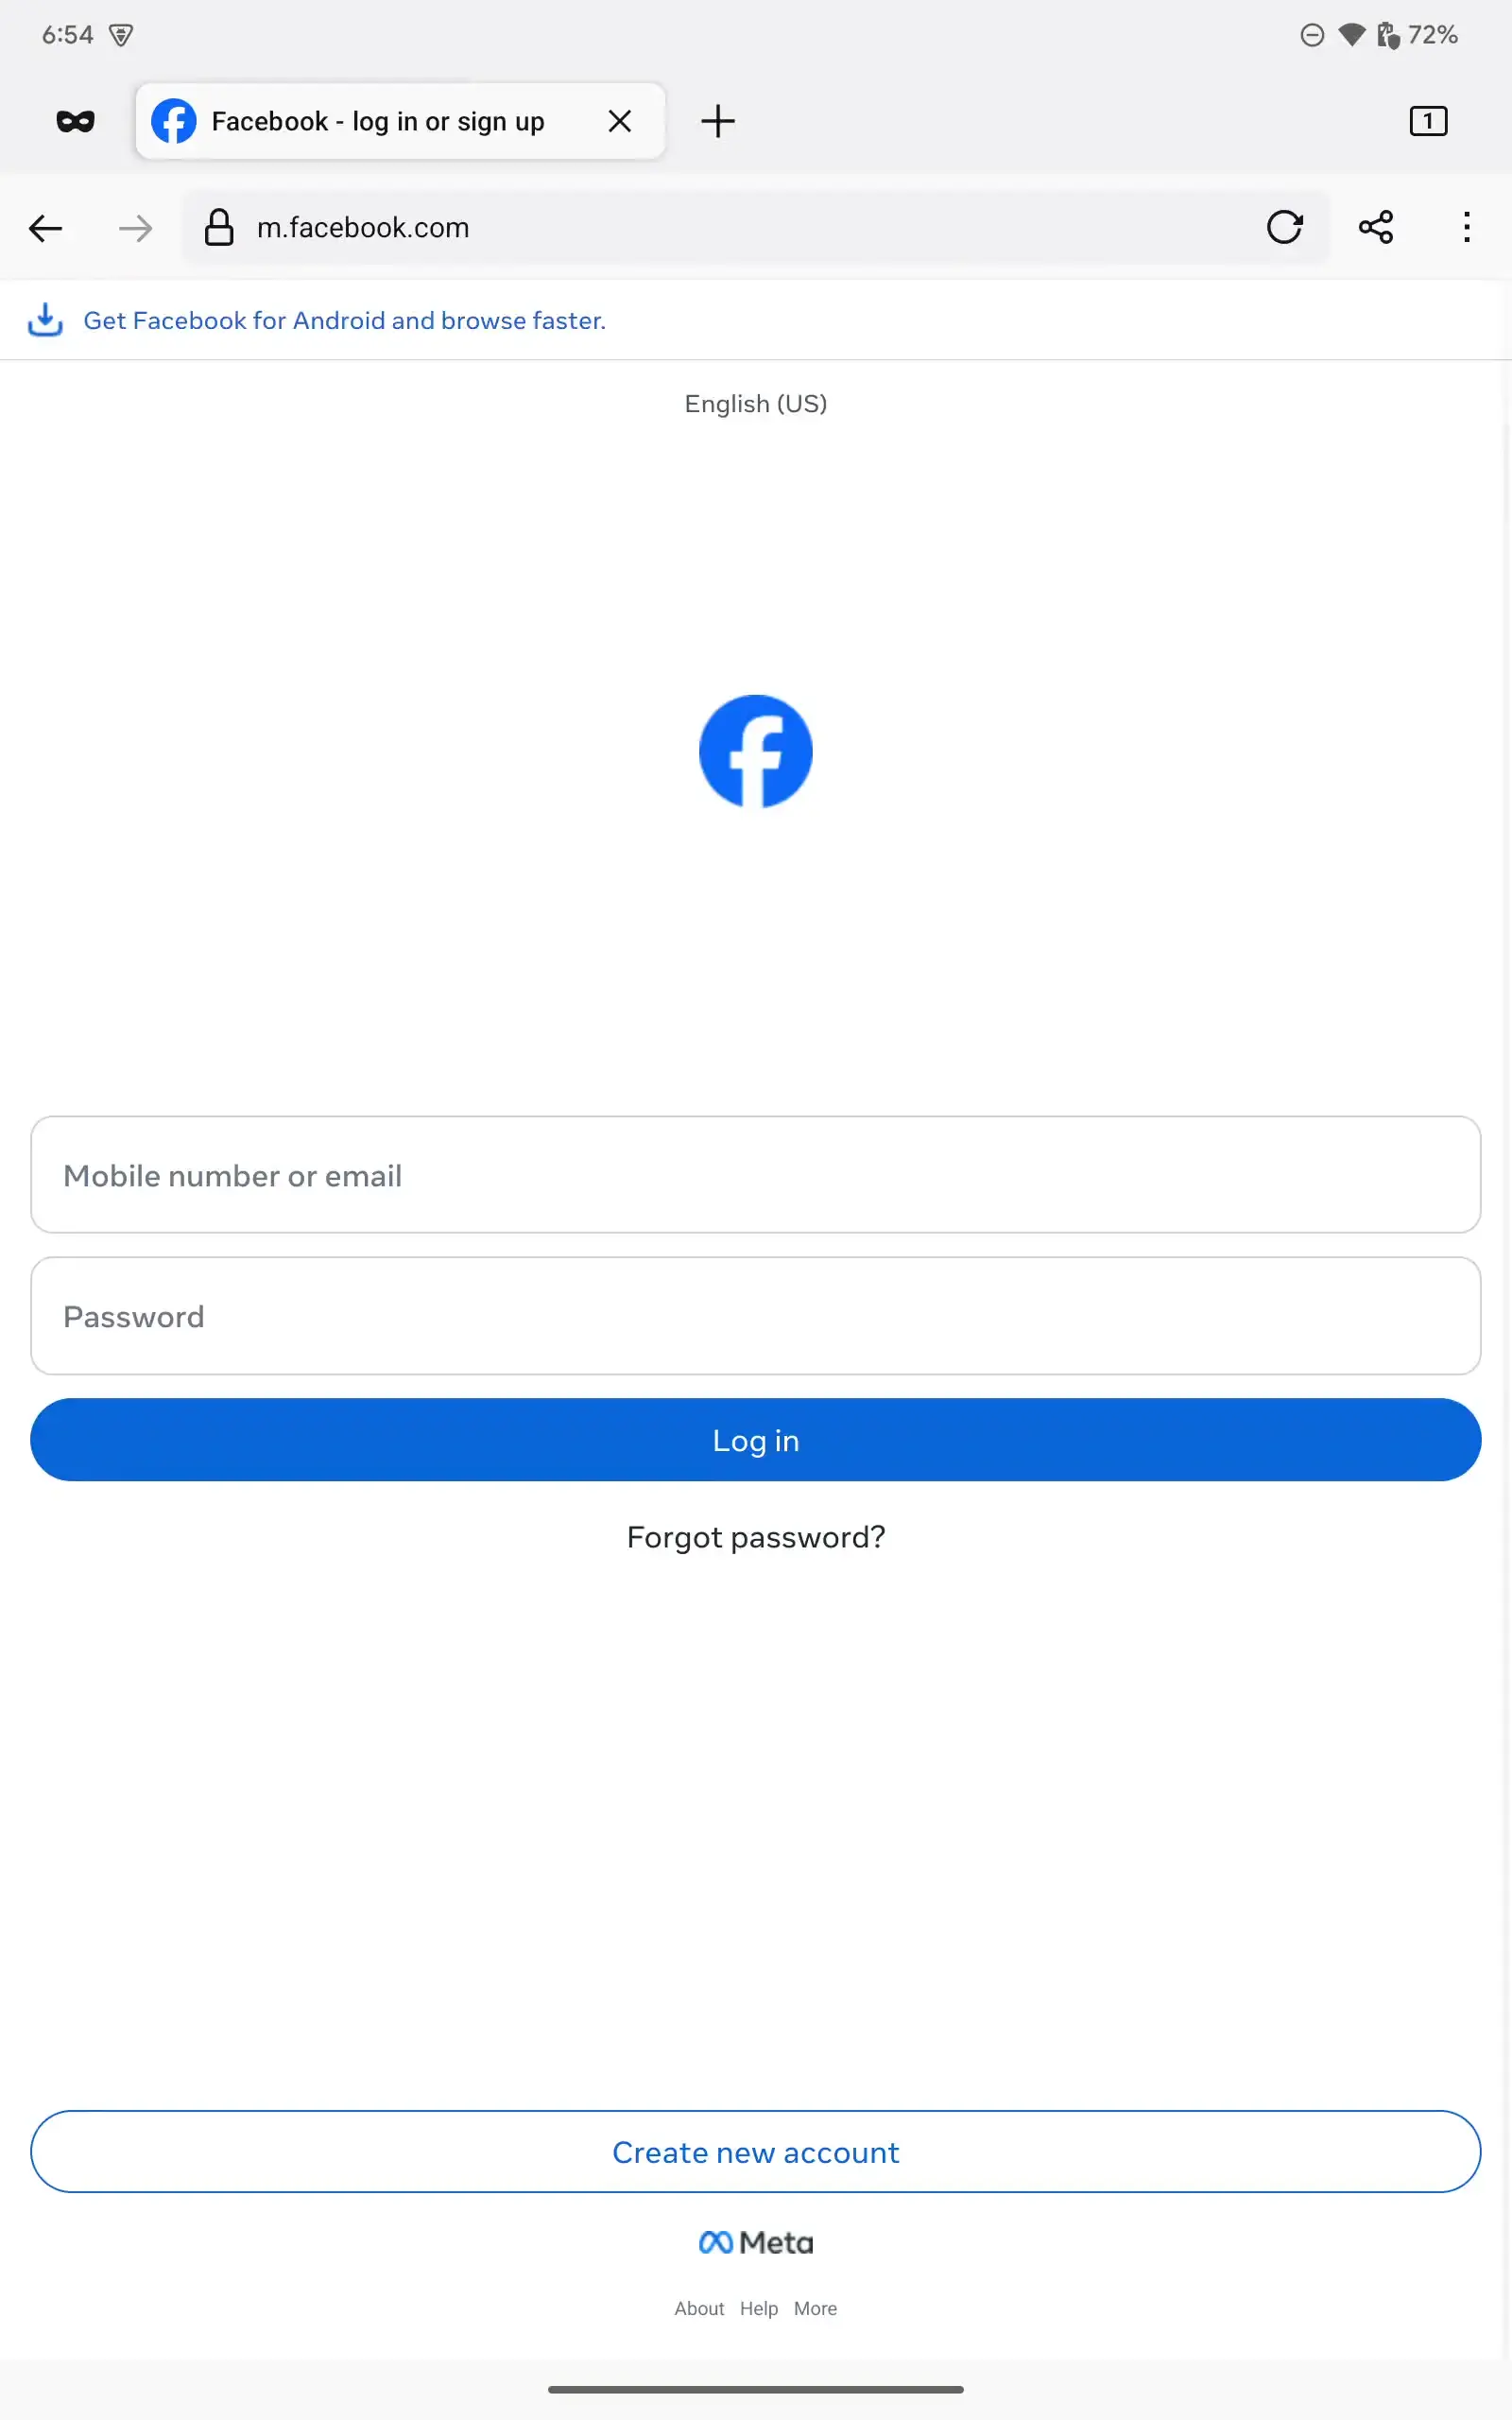 6:54
72%
Facebook - log in or sign up
1
m.facebook.com
Get Facebook for Android and browse faster.
English (US)
Mobile number or email
Password
Log in
Forgot password?
Create new account
Meta
About Help More